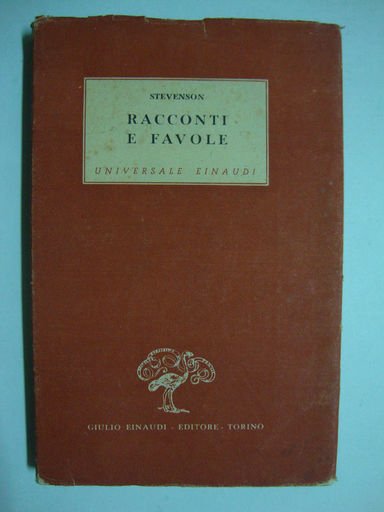 STEVENSON
RACCONTI
E FAVOLE
UNIVERSALE EINAUDI
GIULIO EINAUDI - EDITORE - TORINO